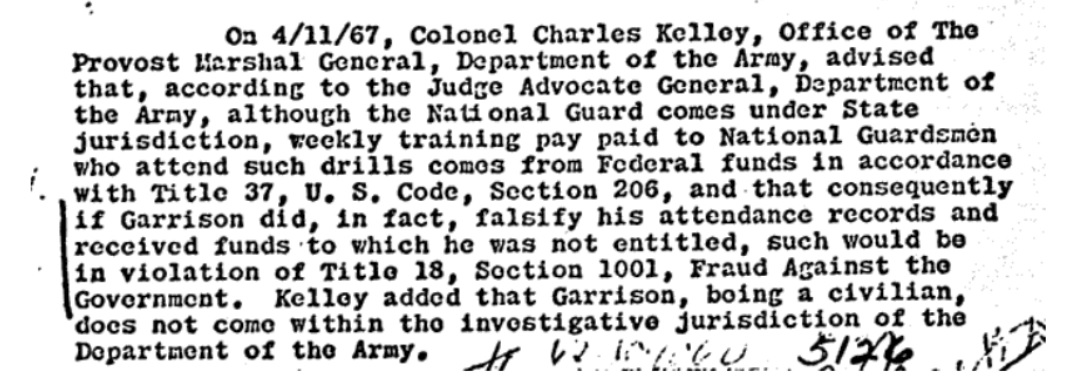 On 4/11/67, Colonel Charles Kelley, Office of The
Provost Marshal General, Department of the Army, advised
that, according to the Judge Advocate General, Department of
the Army, although the National Guard comes under State
jurisdiction, weekly training pay paid to National Guardsmen
who attend such drills comes from Federal funds in accordance
with Title 37, U. S. Code, Section 206, and that consequently
if Garrison did, in fact, falsify his attendance records and
received funds to which he was not entitled, such would be
in violation of Title 18, Section 1001, Fraud Against the
Government. Kelley added that Garrison, being a civilian,
does not come within the investigative jurisdiction of the
Department of the Army.
5126